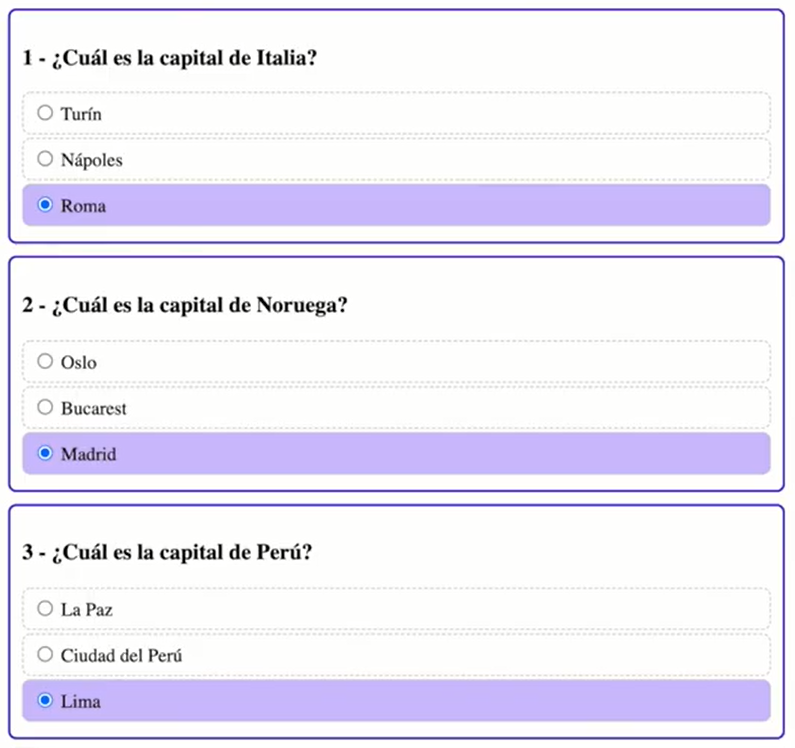 1 - ¿Cuál es la capital de Italia?
Turín
Nápoles
Roma
2 - ¿Cuál es la capital de Noruega?
Oslo
Bucarest
Madrid
3 - ¿Cuál es la capital de Perú?
La Paz
Ciudad del Perú
Lima